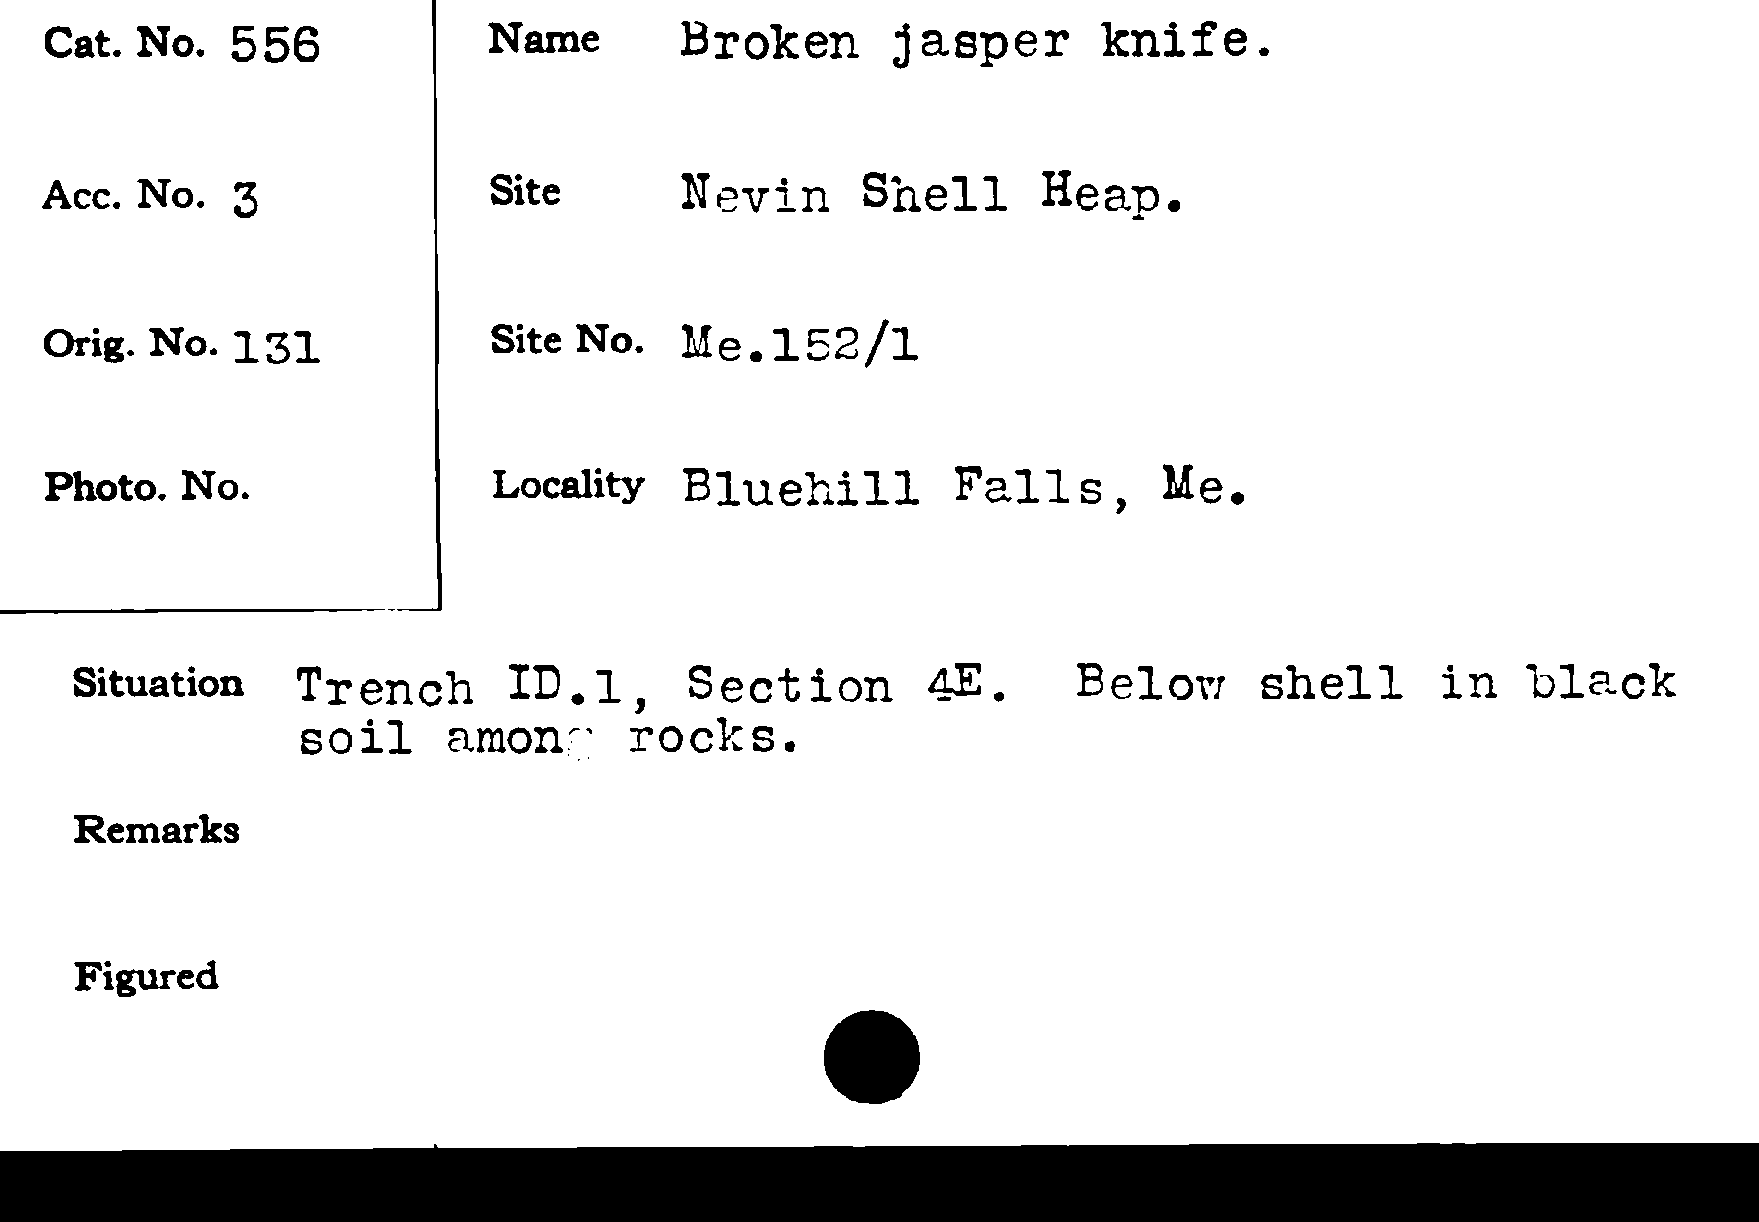 Cat. No. 556
Name Broken jasper knife.
Acc. No. 3
Site Nevin Shell Heap.
Orig. No. 131
Site No. Me.152/1
Photo. No.
Locality Bluehill Falls, Me.
Situation Trench ID.1, Section 4E. Below shell in black
soil among rocks.
Remarks
Figured